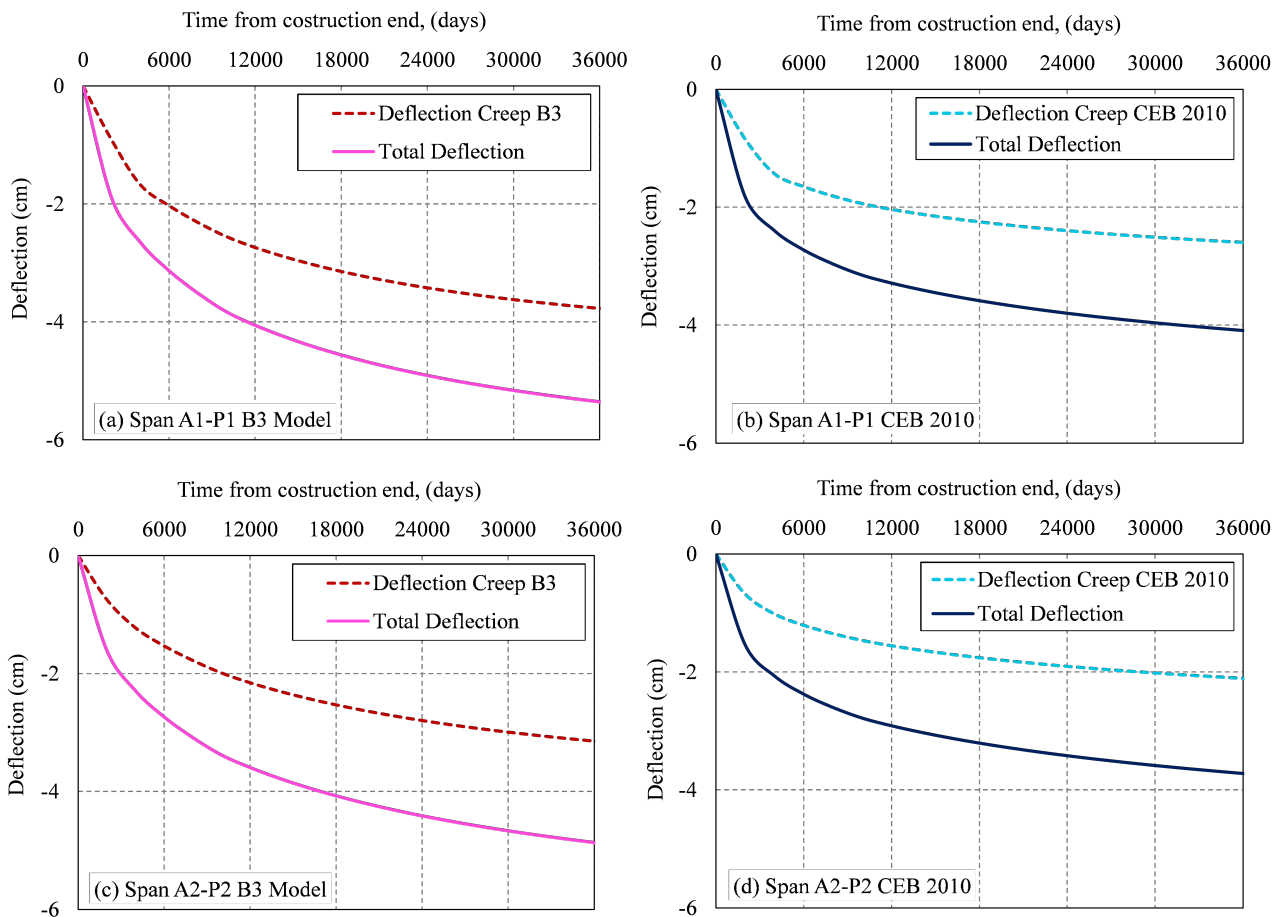 Time from costruction end, (days)
0 6000 12000 18000 24000 30000 36000
0
-2
-4
-6
Deflection (cm)
Deflection Creep B3
Total Deflection
(a) Span A1-P1 B3 Model
Time from costruction end, (days)
0 6000 12000 18000 24000 30000 36000
0
-2
-4
-6
Deflection (cm)
Deflection Creep CEB 2010
Total Deflection
(b) Span A1-P1 CEB 2010
Time from costruction end, (days)
0 6000 12000 18000 24000 30000 36000
0
-2
-4
-6
Deflection (cm)
Deflection Creep B3
Total Deflection
(c) Span A2-P2 B3 Model
Time from costruction end, (days)
0 6000 12000 18000 24000 30000 36000
0
-2
-4
-6
Deflection (cm)
Deflection Creep CEB 2010
Total Deflection
(d) Span A2-P2 CEB 2010